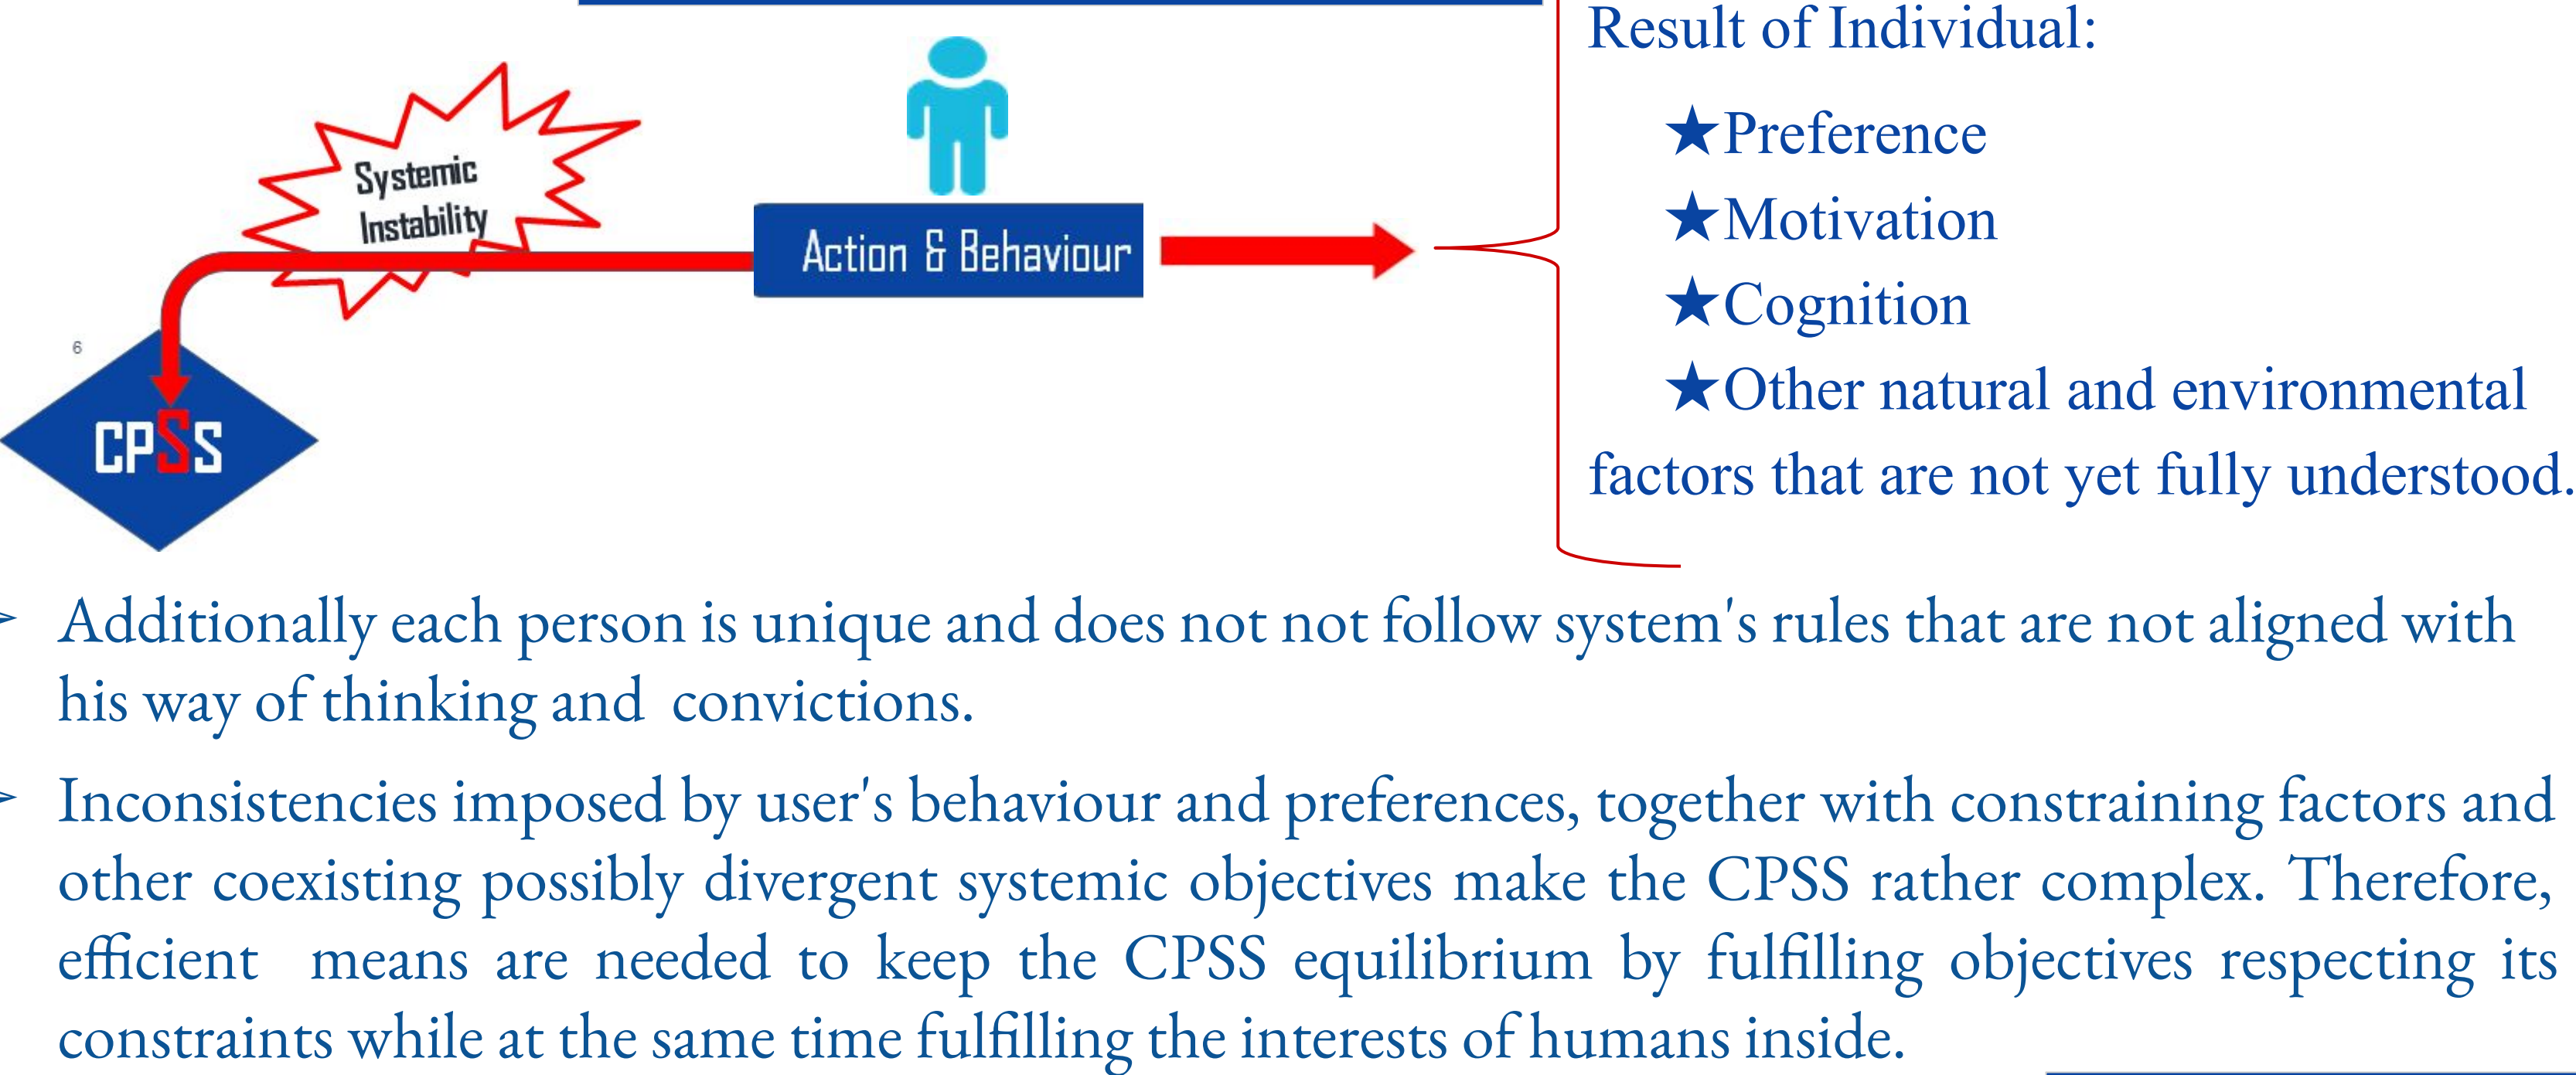 Result of Individual:
★Preference
★Motivation
★Cognition
★Other natural and environmental
factors that are not yet fully understood.
Systemic
Instability
Action & Behaviour
6
CPSS
➢ Additionally each person is unique and does not not follow system's rules that are not aligned with
his way of thinking and convictions.
➢ Inconsistencies imposed by user's behaviour and preferences, together with constraining factors and
other coexisting possibly divergent systemic objectives make the CPSS rather complex. Therefore,
efficient means are needed to keep the CPSS equilibrium by fulfilling objectives respecting its
constraints while at the same time fulfilling the interests of humans inside.